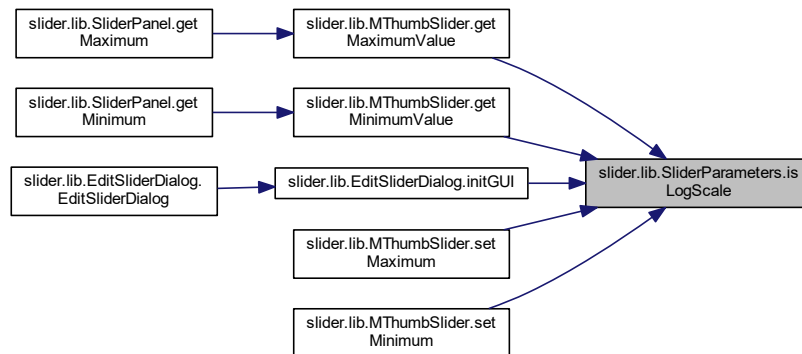 slider.lib.SliderPanel.get
Maximum
slider.lib.MThumbSlider.get
MaximumValue
slider.lib.SliderPanel.get
Minimum
slider.lib.MThumbSlider.get
MinimumValue
slider.lib.EditSliderDialog.
EditSliderDialog
slider.lib.EditSliderDialog.initGUI
slider.lib.SliderParameters.is
LogScale
slider.lib.MThumbSlider.set
Maximum
slider.lib.MThumbSlider.set
Minimum